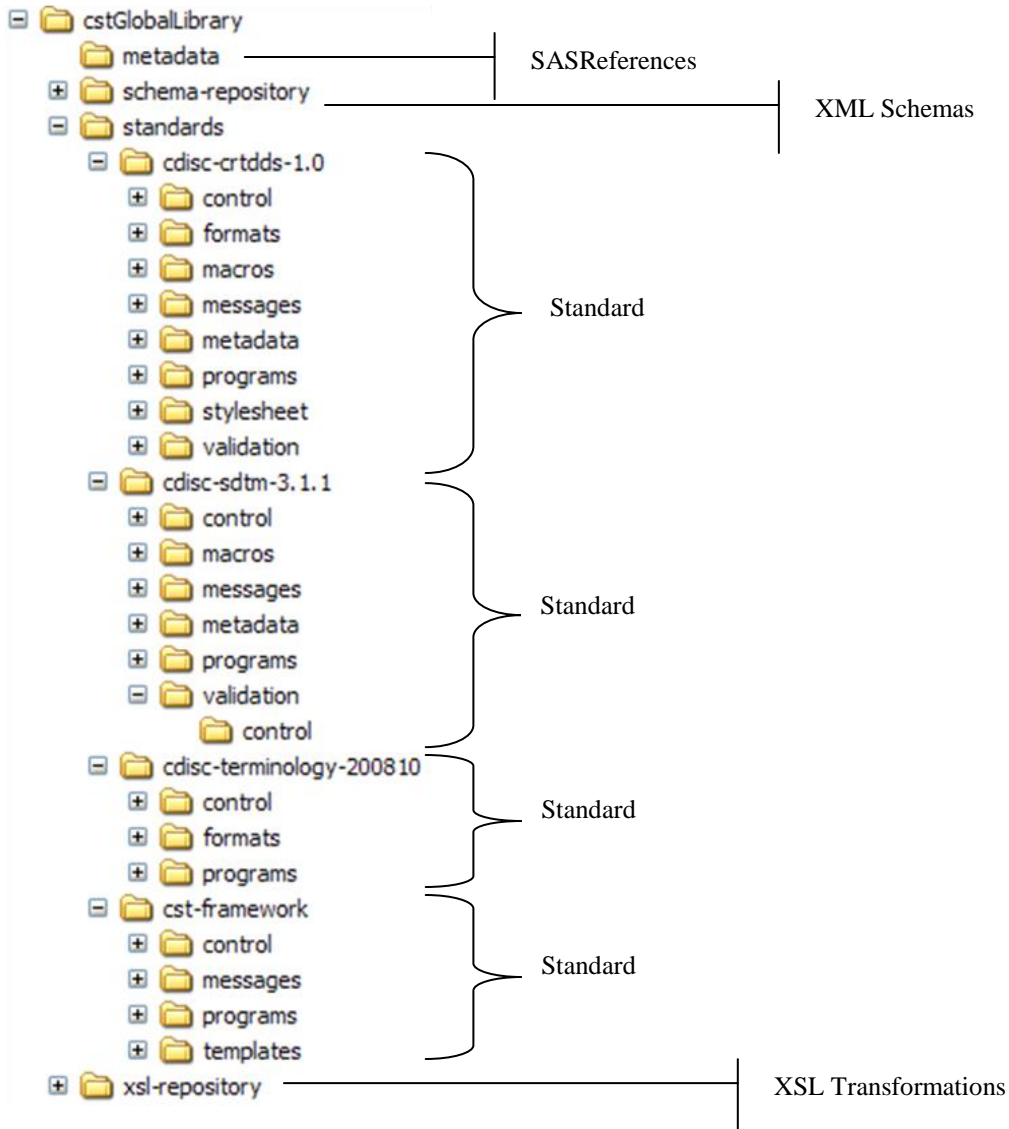 cstGlobalLibrary
metadata
SASReferences
schema-repository
XML Schemas
standards
cdisc-crtdds-1.0
control
formats
macros
messages
Standard
metadata
programs
stylesheet
validation
cdisc-sdtm-3.1.1
control
macros
messages
Standard
metadata
programs
validation
control
cdisc-terminology-200810
control
Standard
formats
programs
cst-framework
control
Standard
messages
programs
templates
xsl-repository
XSL Transformations